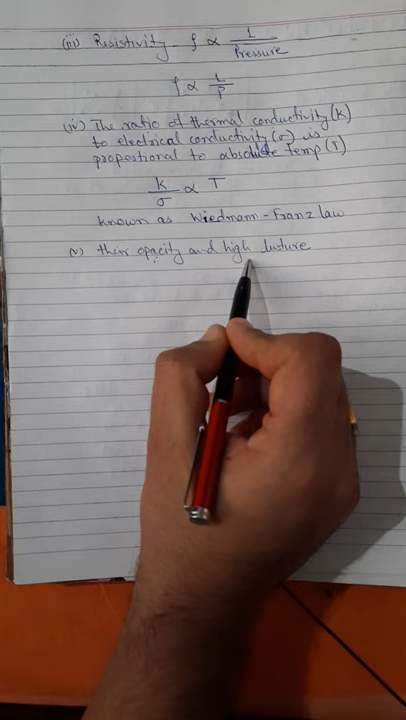 (iii) Resistivity - ρ ∝ 1/Pressure
ρ ∝ 1/P
(iv) The ratio of thermal conductivity (K)
to electrical conductivity (σ) is
propostional to absolute Temp (T)
K/σ ∝ T
known as Wiedmann-Franz law
(v) their opacity and high lusture